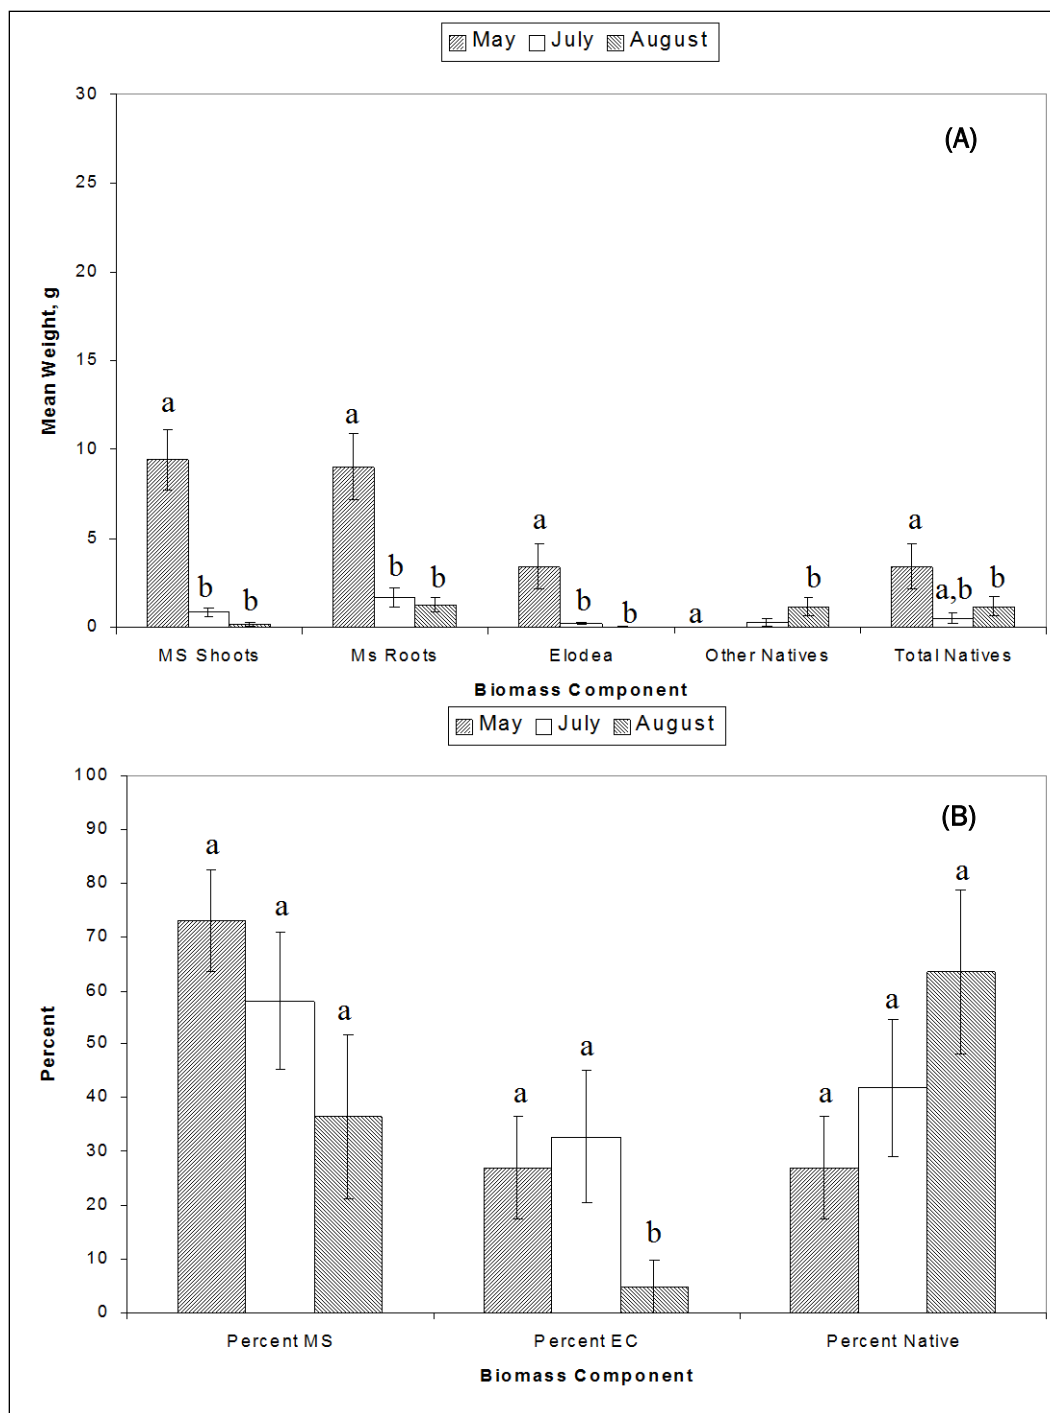 May July August
(A)
30
25
20
15
10
5
0
Mean Weight, g
a
b
b
a
b
b
a
b
b
a
b
a
a,b
b
MS Shoots Ms Roots Elodea Other Natives Total Natives
Biomass Component
May July August
(B)
100
90
80
70
60
50
40
30
20
10
0
Percent
a
a
a
a
a
b
a
a
a
Percent MS Percent EC Percent Native
Biomass Component